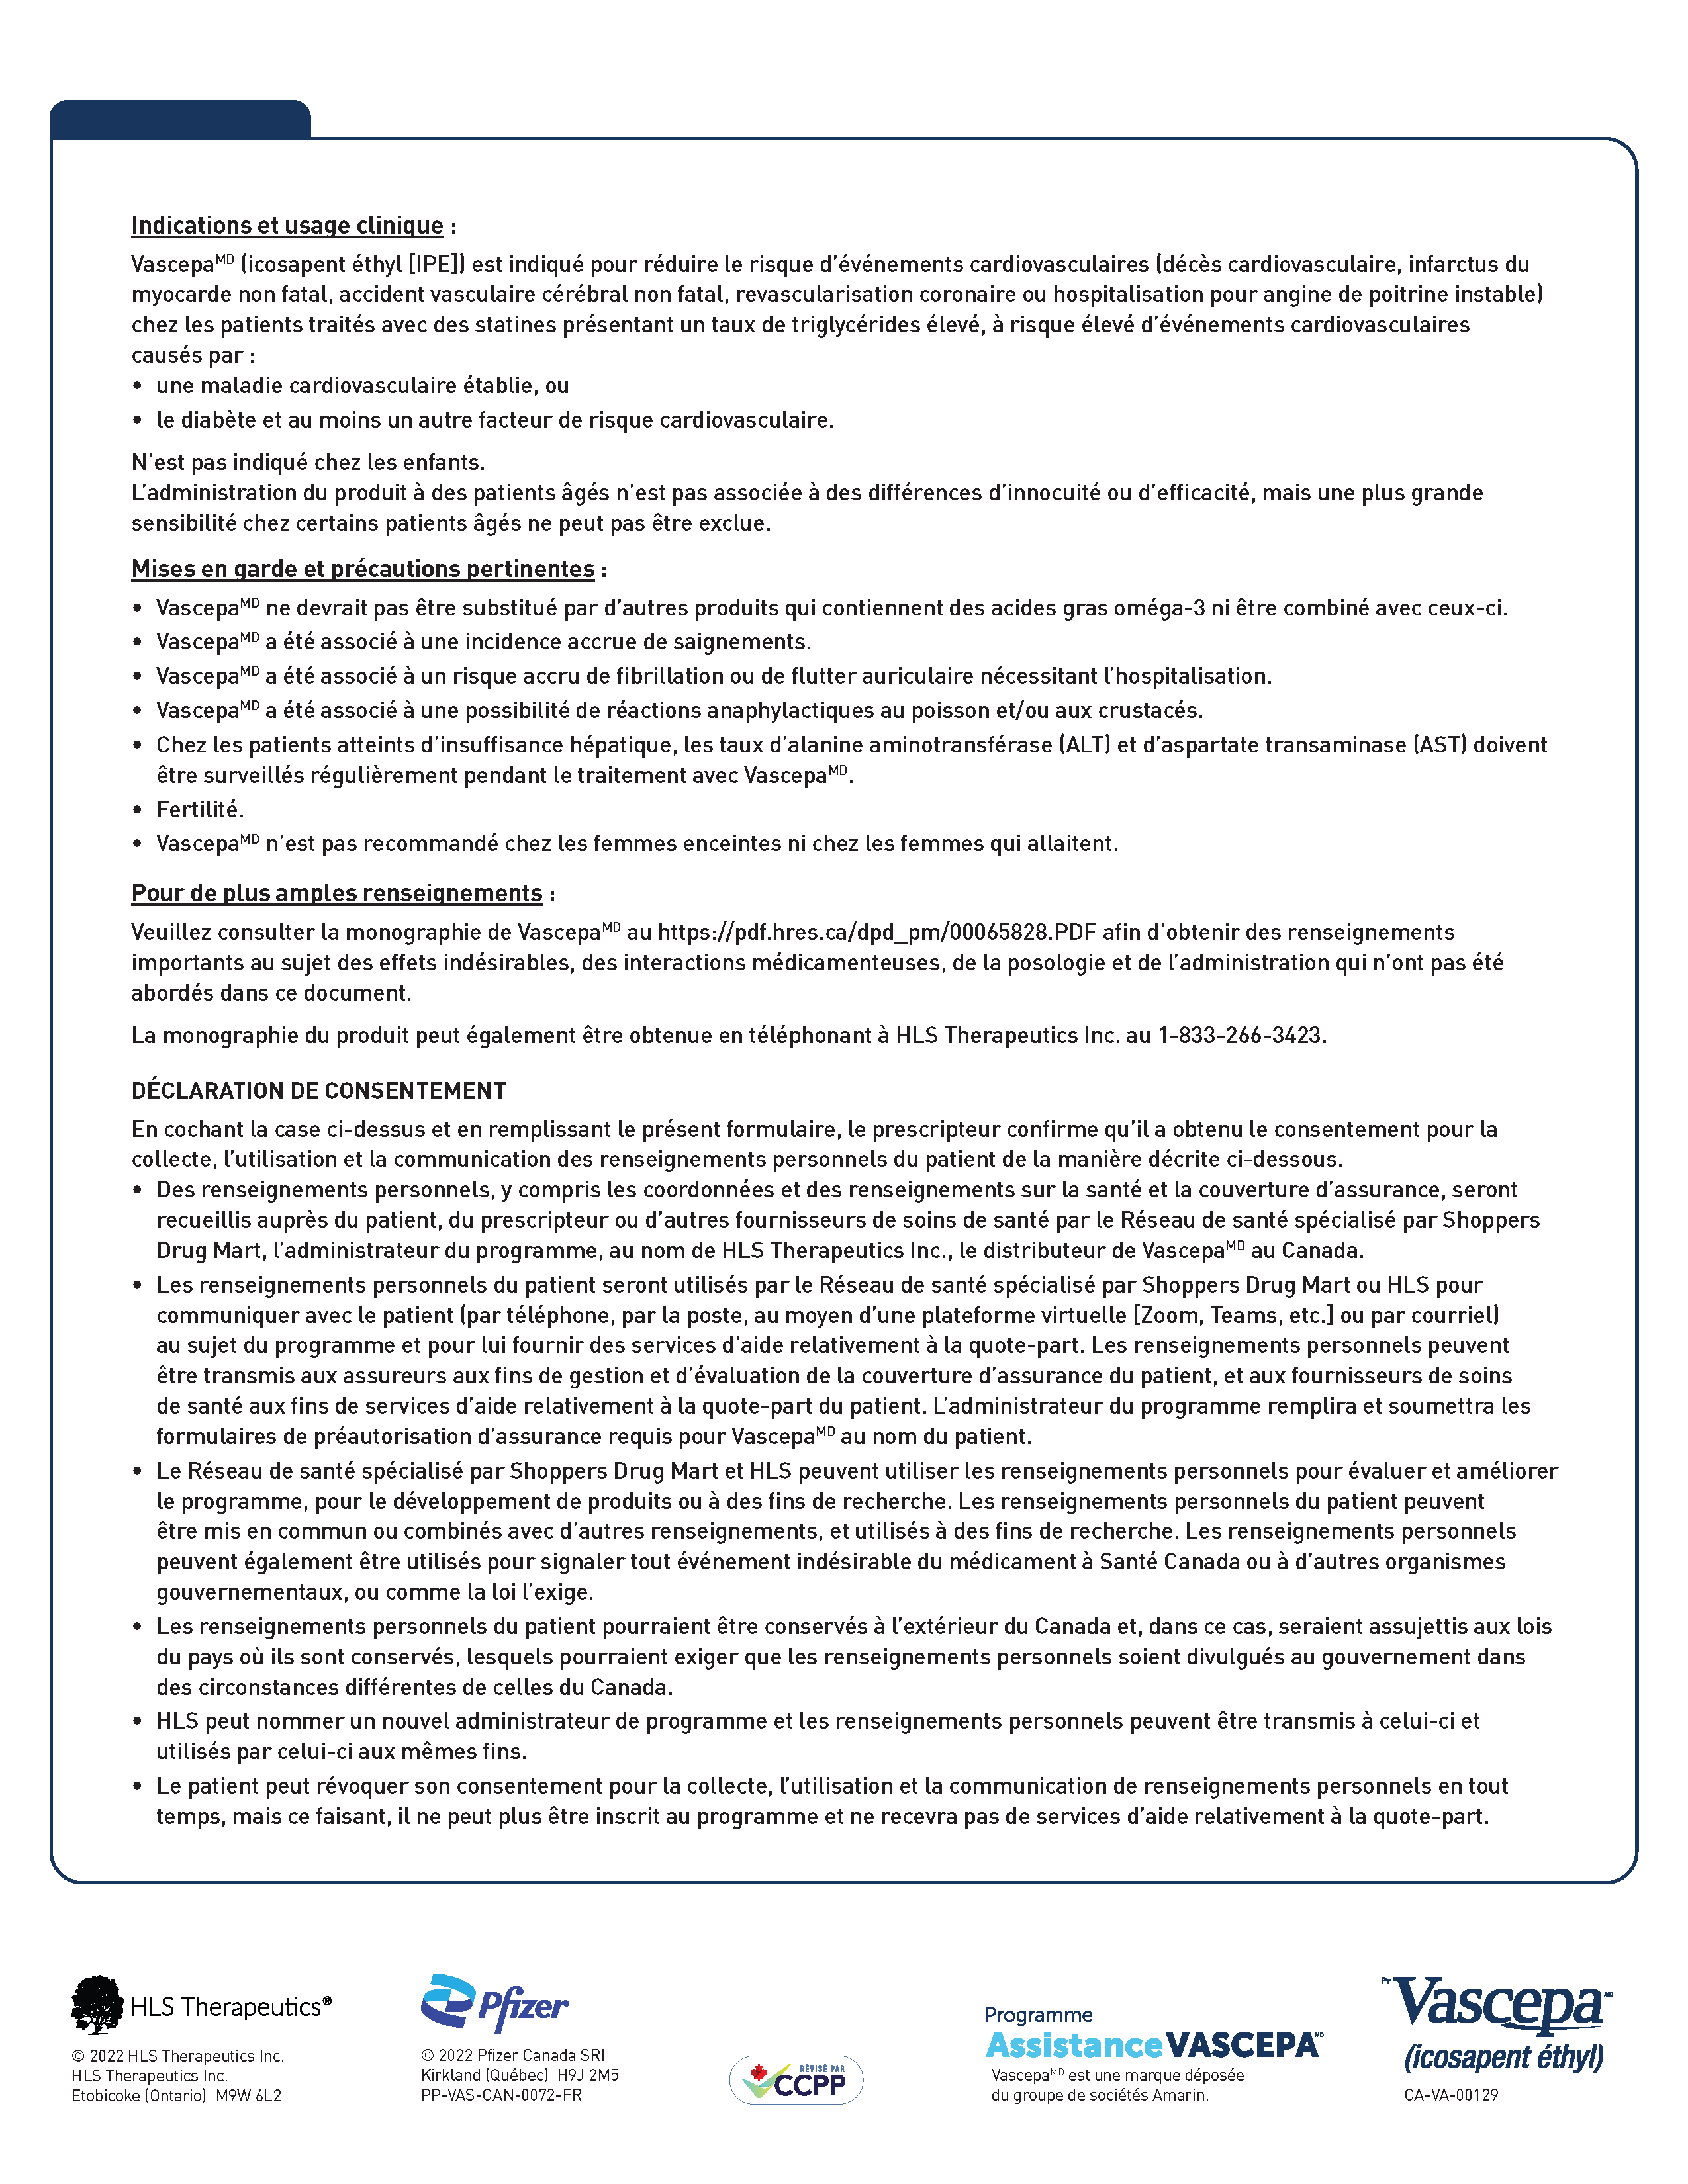 Indications et usage clinique :
Vascepaᴹᴰ (icosapent éthyl [IPE]) est indiqué pour réduire le risque d’événements cardiovasculaires (décès cardiovasculaire, infarctus du
myocarde non fatal, accident vasculaire cérébral non fatal, revascularisation coronaire ou hospitalisation pour angine de poitrine instable)
chez les patients traités avec des statines présentant un taux de triglycérides élevé, à risque élevé d’événements cardiovasculaires
causés par :
• une maladie cardiovasculaire établie, ou
• le diabète et au moins un autre facteur de risque cardiovasculaire.
N’est pas indiqué chez les enfants.
L’administration du produit à des patients âgés n’est pas associée à des différences d’innocuité ou d’efficacité, mais une plus grande
sensibilité chez certains patients âgés ne peut pas être exclue.
Mises en garde et précautions pertinentes :
• Vascepaᴹᴰ ne devrait pas être substitué par d’autres produits qui contiennent des acides gras oméga-3 ni être combiné avec ceux-ci.
• Vascepaᴹᴰ a été associé à une incidence accrue de saignements.
• Vascepaᴹᴰ a été associé à un risque accru de fibrillation ou de flutter auriculaire nécessitant l’hospitalisation.
• Vascepaᴹᴰ a été associé à une possibilité de réactions anaphylactiques au poisson et/ou aux crustacés.
• Chez les patients atteints d’insuffisance hépatique, les taux d’alanine aminotransférase (ALT) et d’aspartate transaminase (AST) doivent
être surveillés régulièrement pendant le traitement avec Vascepaᴹᴰ.
• Fertilité.
• Vascepaᴹᴰ n’est pas recommandé chez les femmes enceintes ni chez les femmes qui allaitent.
Pour de plus amples renseignements :
Veuillez consulter la monographie de Vascepaᴹᴰ au https://pdf.hres.ca/dpd_pm/00065828.PDF afin d’obtenir des renseignements
importants au sujet des effets indésirables, des interactions médicamenteuses, de la posologie et de l’administration qui n’ont pas été
abordés dans ce document.
La monographie du produit peut également être obtenue en téléphonant à HLS Therapeutics Inc. au 1-833-266-3423.
DÉCLARATION DE CONSENTEMENT
En cochant la case ci-dessus et en remplissant le présent formulaire, le prescripteur confirme qu’il a obtenu le consentement pour la
collecte, l’utilisation et la communication des renseignements personnels du patient de la manière décrite ci-dessous.
• Des renseignements personnels, y compris les coordonnées et des renseignements sur la santé et la couverture d’assurance, seront
recueillis auprès du patient, du prescripteur ou d’autres fournisseurs de soins de santé par le Réseau de santé spécialisé par Shoppers
Drug Mart, l’administrateur du programme, au nom de HLS Therapeutics Inc., le distributeur de Vascepaᴹᴰ au Canada.
• Les renseignements personnels du patient seront utilisés par le Réseau de santé spécialisé par Shoppers Drug Mart ou HLS pour
communiquer avec le patient (par téléphone, par la poste, au moyen d’une plateforme virtuelle [Zoom, Teams, etc.] ou par courriel)
au sujet du programme et pour lui fournir des services d’aide relativement à la quote-part. Les renseignements personnels peuvent
être transmis aux assureurs aux fins de gestion et d’évaluation de la couverture d’assurance du patient, et aux fournisseurs de soins
de santé aux fins de services d’aide relativement à la quote-part du patient. L’administrateur du programme remplira et soumettra les
formulaires de préautorisation d’assurance requis pour Vascepaᴹᴰ au nom du patient.
• Le Réseau de santé spécialisé par Shoppers Drug Mart et HLS peuvent utiliser les renseignements personnels pour évaluer et améliorer
le programme, pour le développement de produits ou à des fins de recherche. Les renseignements personnels du patient peuvent
être mis en commun ou combinés avec d’autres renseignements, et utilisés à des fins de recherche. Les renseignements personnels
peuvent également être utilisés pour signaler tout événement indésirable du médicament à Santé Canada ou à d’autres organismes
gouvernementaux, ou comme la loi l’exige.
• Les renseignements personnels du patient pourraient être conservés à l’extérieur du Canada et, dans ce cas, seraient assujettis aux lois
du pays où ils sont conservés, lesquels pourraient exiger que les renseignements personnels soient divulgués au gouvernement dans
des circonstances différentes de celles du Canada.
• HLS peut nommer un nouvel administrateur de programme et les renseignements personnels peuvent être transmis à celui-ci et
utilisés par celui-ci aux mêmes fins.
• Le patient peut révoquer son consentement pour la collecte, l’utilisation et la communication de renseignements personnels en tout
temps, mais ce faisant, il ne peut plus être inscrit au programme et ne recevra pas de services d’aide relativement à la quote-part.
HLS Therapeutics®
© 2022 HLS Therapeutics Inc.
HLS Therapeutics Inc.
Etobicoke (Ontario) M9W 6L2
Pfizer
© 2022 Pfizer Canada SRI
Kirkland (Québec) H9J 2M5
PP-VAS-CAN-0072-FR
RÉVISÉ PAR
CCPP
Programme
AssistanceVASCEPAᴹᴰ
Vascepaᴹᴰ est une marque déposée
du groupe de sociétés Amarin.
Pr Vascepa
(icosapent éthyl)
CA-VA-00129